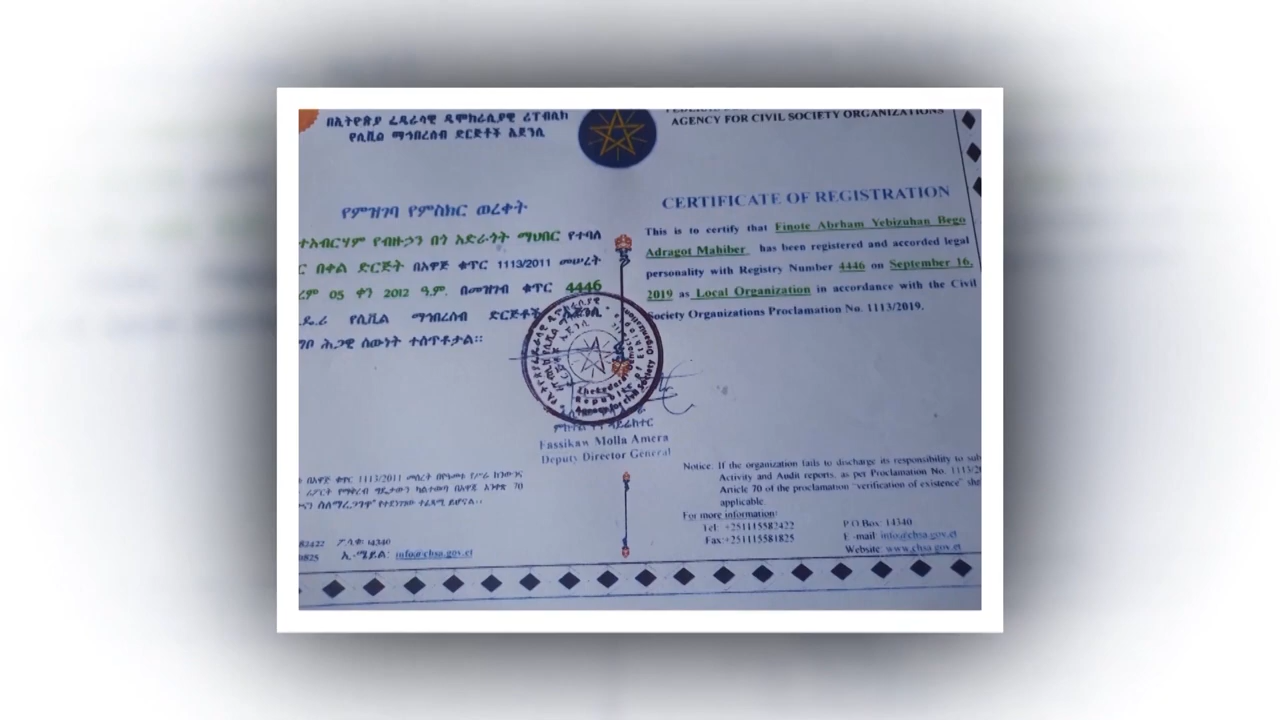 በኢትዮጵያ ፌዴራላዊ ዲሞክራሲያዊ ሪፐብሊክ
የሲቪል ማኅበረሰብ ድርጅቶች ኤጀንሲ
AGENCY FOR CIVIL SOCIETY ORGANIZATIONS
የምዝገባ የምስክር ወረቀት
ተአብርሃም የብዙኃን በጎ አድራጎት ማህበር የተባለ
በቀል ድርጅት በአዋጅ ቁጥር 1113/2011 መሠረት
05 ቀን 2012 ዓ.ም. በመዝገብ ቁጥር 4446
የሲቪል ማኅበረሰብ ድርጅቶች ኤጀንሲ
ሕጋዊ ሰውነት ተሰጥቶታል፡፡
CERTIFICATE OF REGISTRATION
This is to certify that Finote Abrham Yebizuhan Bego
Adragot Mahiber has been registered and accorded legal
personality with Registry Number 4446 on September 16,
2019 as Local Organization in accordance with the Civil
Society Organizations Proclamation No. 1113/2019.
Fassikaw Molla Amera
Deputy Director General
በአዋጅ ቁጥር 1113/2011 መሰረት
70
Notice: If the organization fails to discharge its responsibility to
Activity and Audit reports, as per Proclamation No.
Article 70 of the proclamation "verification of existence"
applicable.
For more information:
Tel: +251115582422
Fax: +251115581825
P.O Box: 14340
E-mail: info@chsa.gov.et
Website: www.chsa.gov.et
ፖ.ሳ.ቁ: 14340
ኢ-ሜይል: info@chsa.gov.et